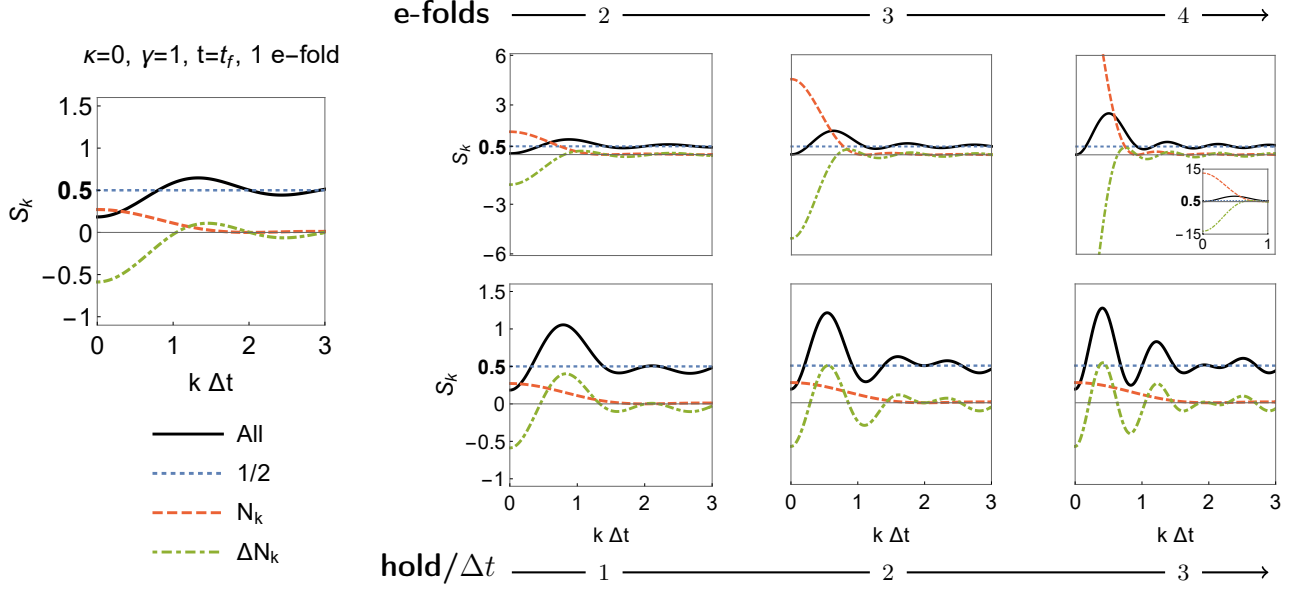 e-folds 2 3 4
κ=0, γ=1, t=t_f, 1 e-fold
S_k
1.5
1
0.5
0
-0.5
-1
0 1 2 3
k Δt
All
1/2
N_k
ΔN_k
S_k
6
3
0.5
-3
-6
15
0.5
-15
0 1
S_k
1.5
1
0.5
0
-0.5
-1
0 1 2 3
0 1 2 3
0 1 2 3
k Δt
k Δt
k Δt
hold/Δt 1 2 3